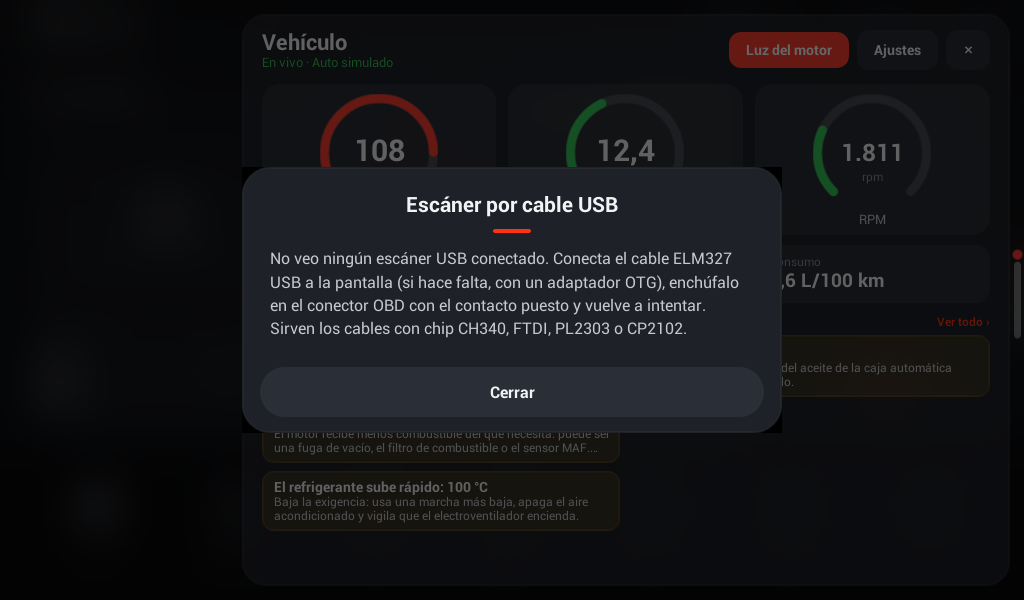 Vehículo
En vivo · Auto simulado
Luz del motor
Ajustes
×
108
12,4
1.811
rpm
RPM
Escáner por cable USB
No veo ningún escáner USB conectado. Conecta el cable ELM327
USB a la pantalla (si hace falta, con un adaptador OTG), enchúfalo
en el conector OBD con el contacto puesto y vuelve a intentar.
Sirven los cables con chip CH340, FTDI, PL2303 o CP2102.
Cerrar
,6 L/100 km
Ver todo ›
del aceite de la caja automática
El motor recibe menos combustible del que necesita: puede ser
una fuga de vacío, el filtro de combustible o el sensor MAF....
El refrigerante sube rápido: 100 °C
Baja la exigencia: usa una marcha más baja, apaga el aire
acondicionado y vigila que el electroventilador encienda.